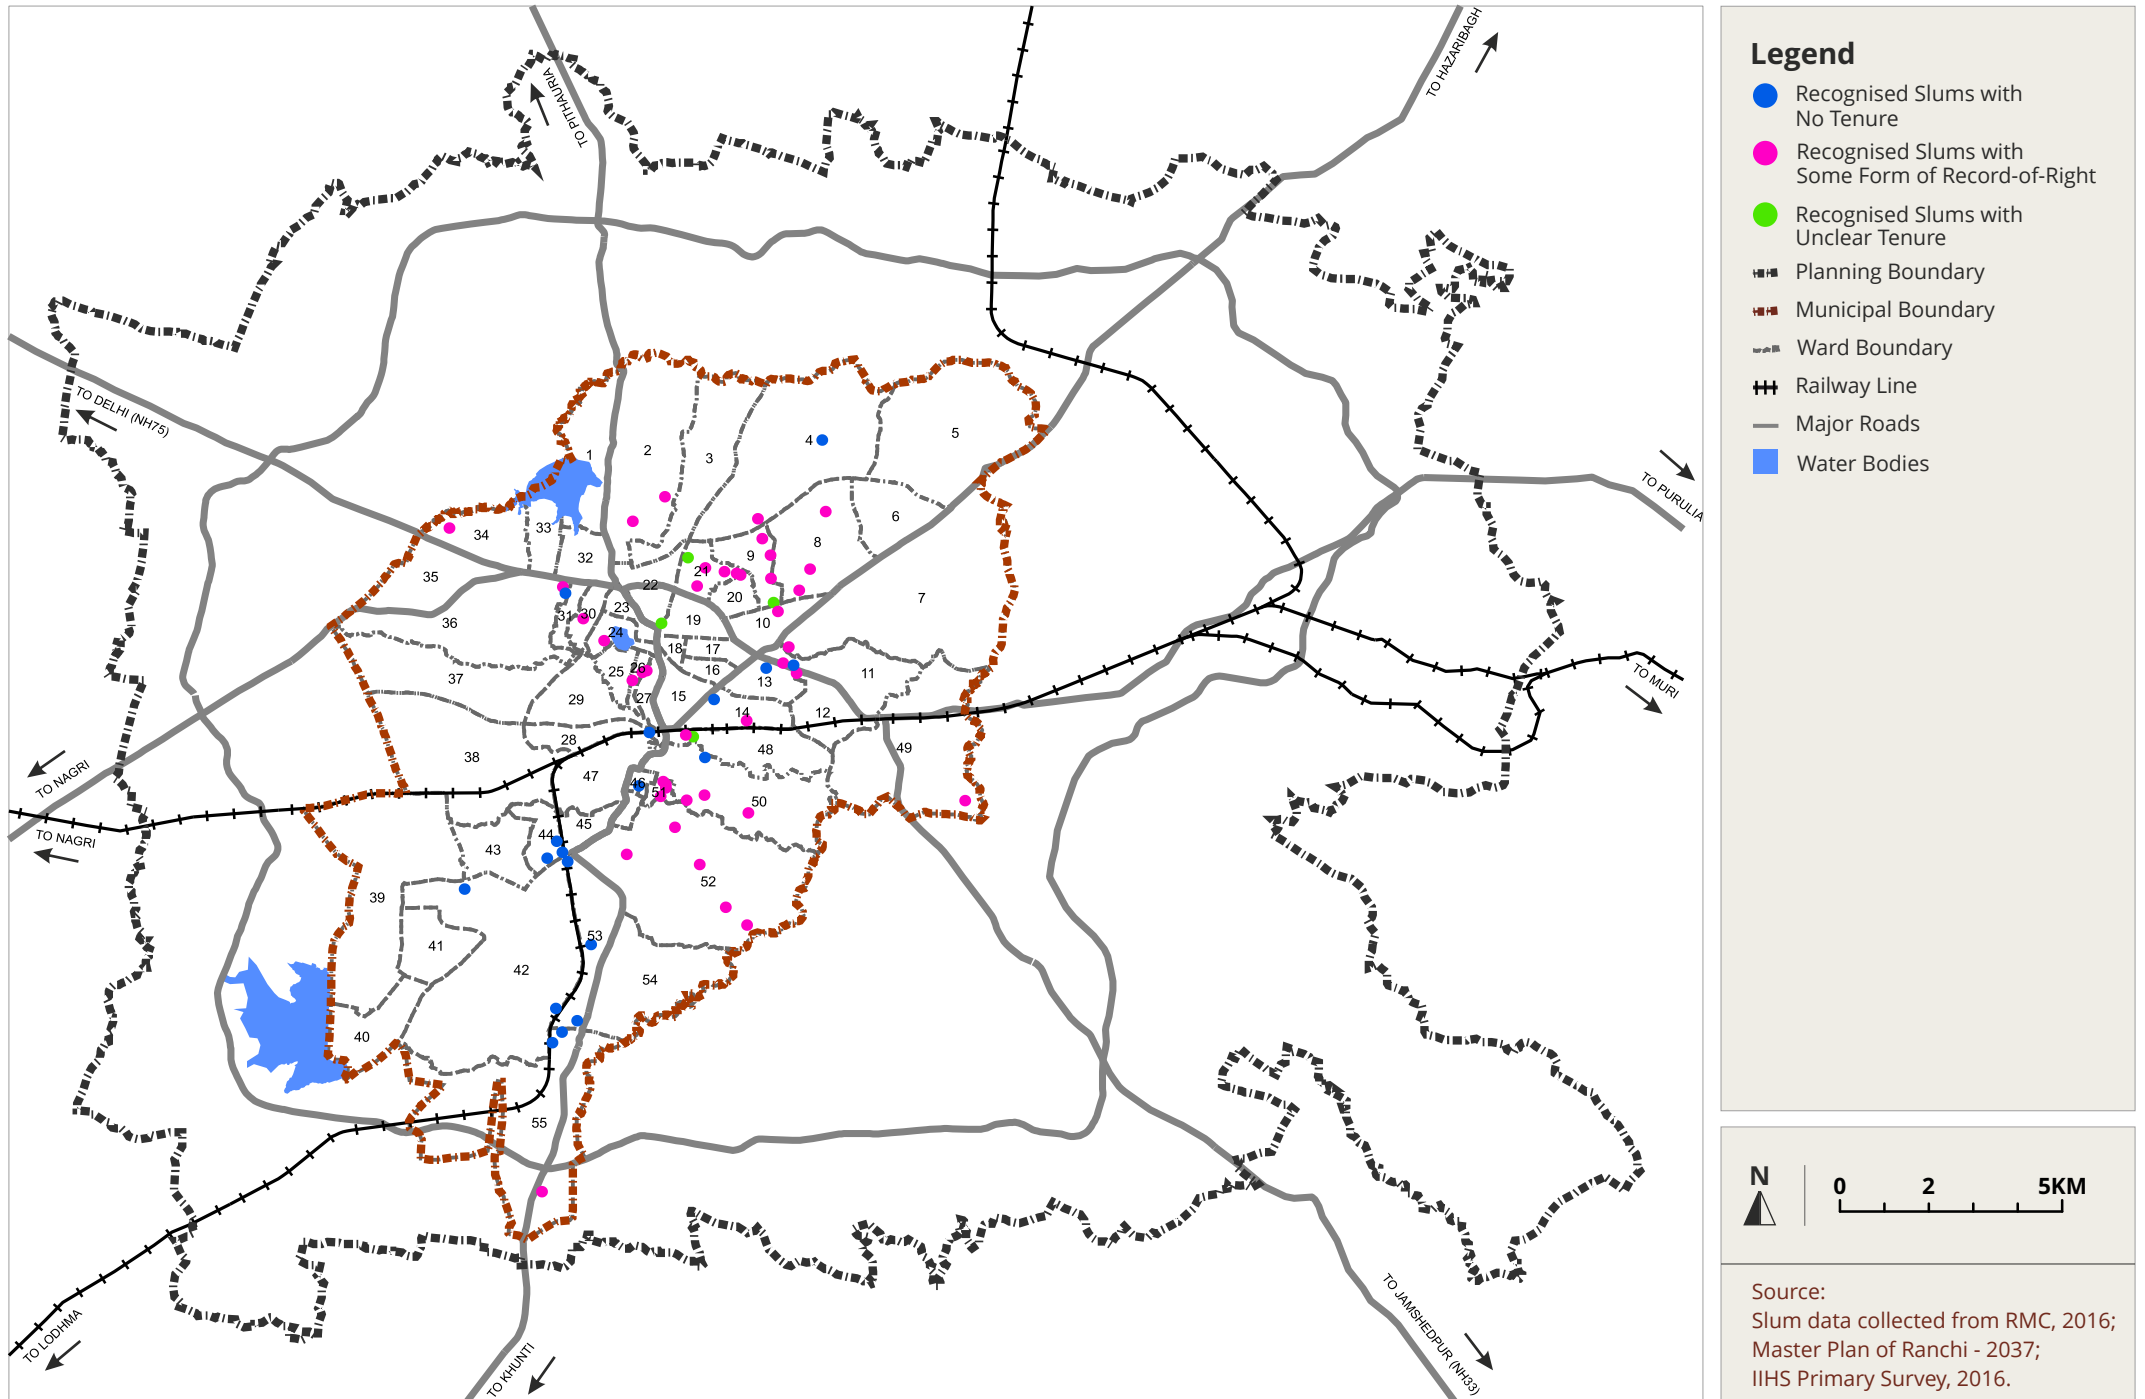 TO PITHAURIA
TO HAZARIBAGH
TO DELHI (NH75)
TO PURULIA
TO MURI
TO NAGRI
TO NAGRI
TO LODHMA
TO KHUNTI
TO JAMSHEDPUR (NH33)
1
2
3
4
5
6
7
8
9
10
11
12
13
14
15
16
17
18
19
20
21
22
23
24
25
26
27
28
29
30
31
32
33
34
35
36
37
38
39
40
41
42
43
44
45
46
47
48
49
50
51
52
53
54
55
Legend
Recognised Slums with
No Tenure
Recognised Slums with
Some Form of Record-of-Right
Recognised Slums with
Unclear Tenure
Planning Boundary
Municipal Boundary
Ward Boundary
Railway Line
Major Roads
Water Bodies
N
0 2 5KM
Source:
Slum data collected from RMC, 2016;
Master Plan of Ranchi - 2037;
IIHS Primary Survey, 2016.